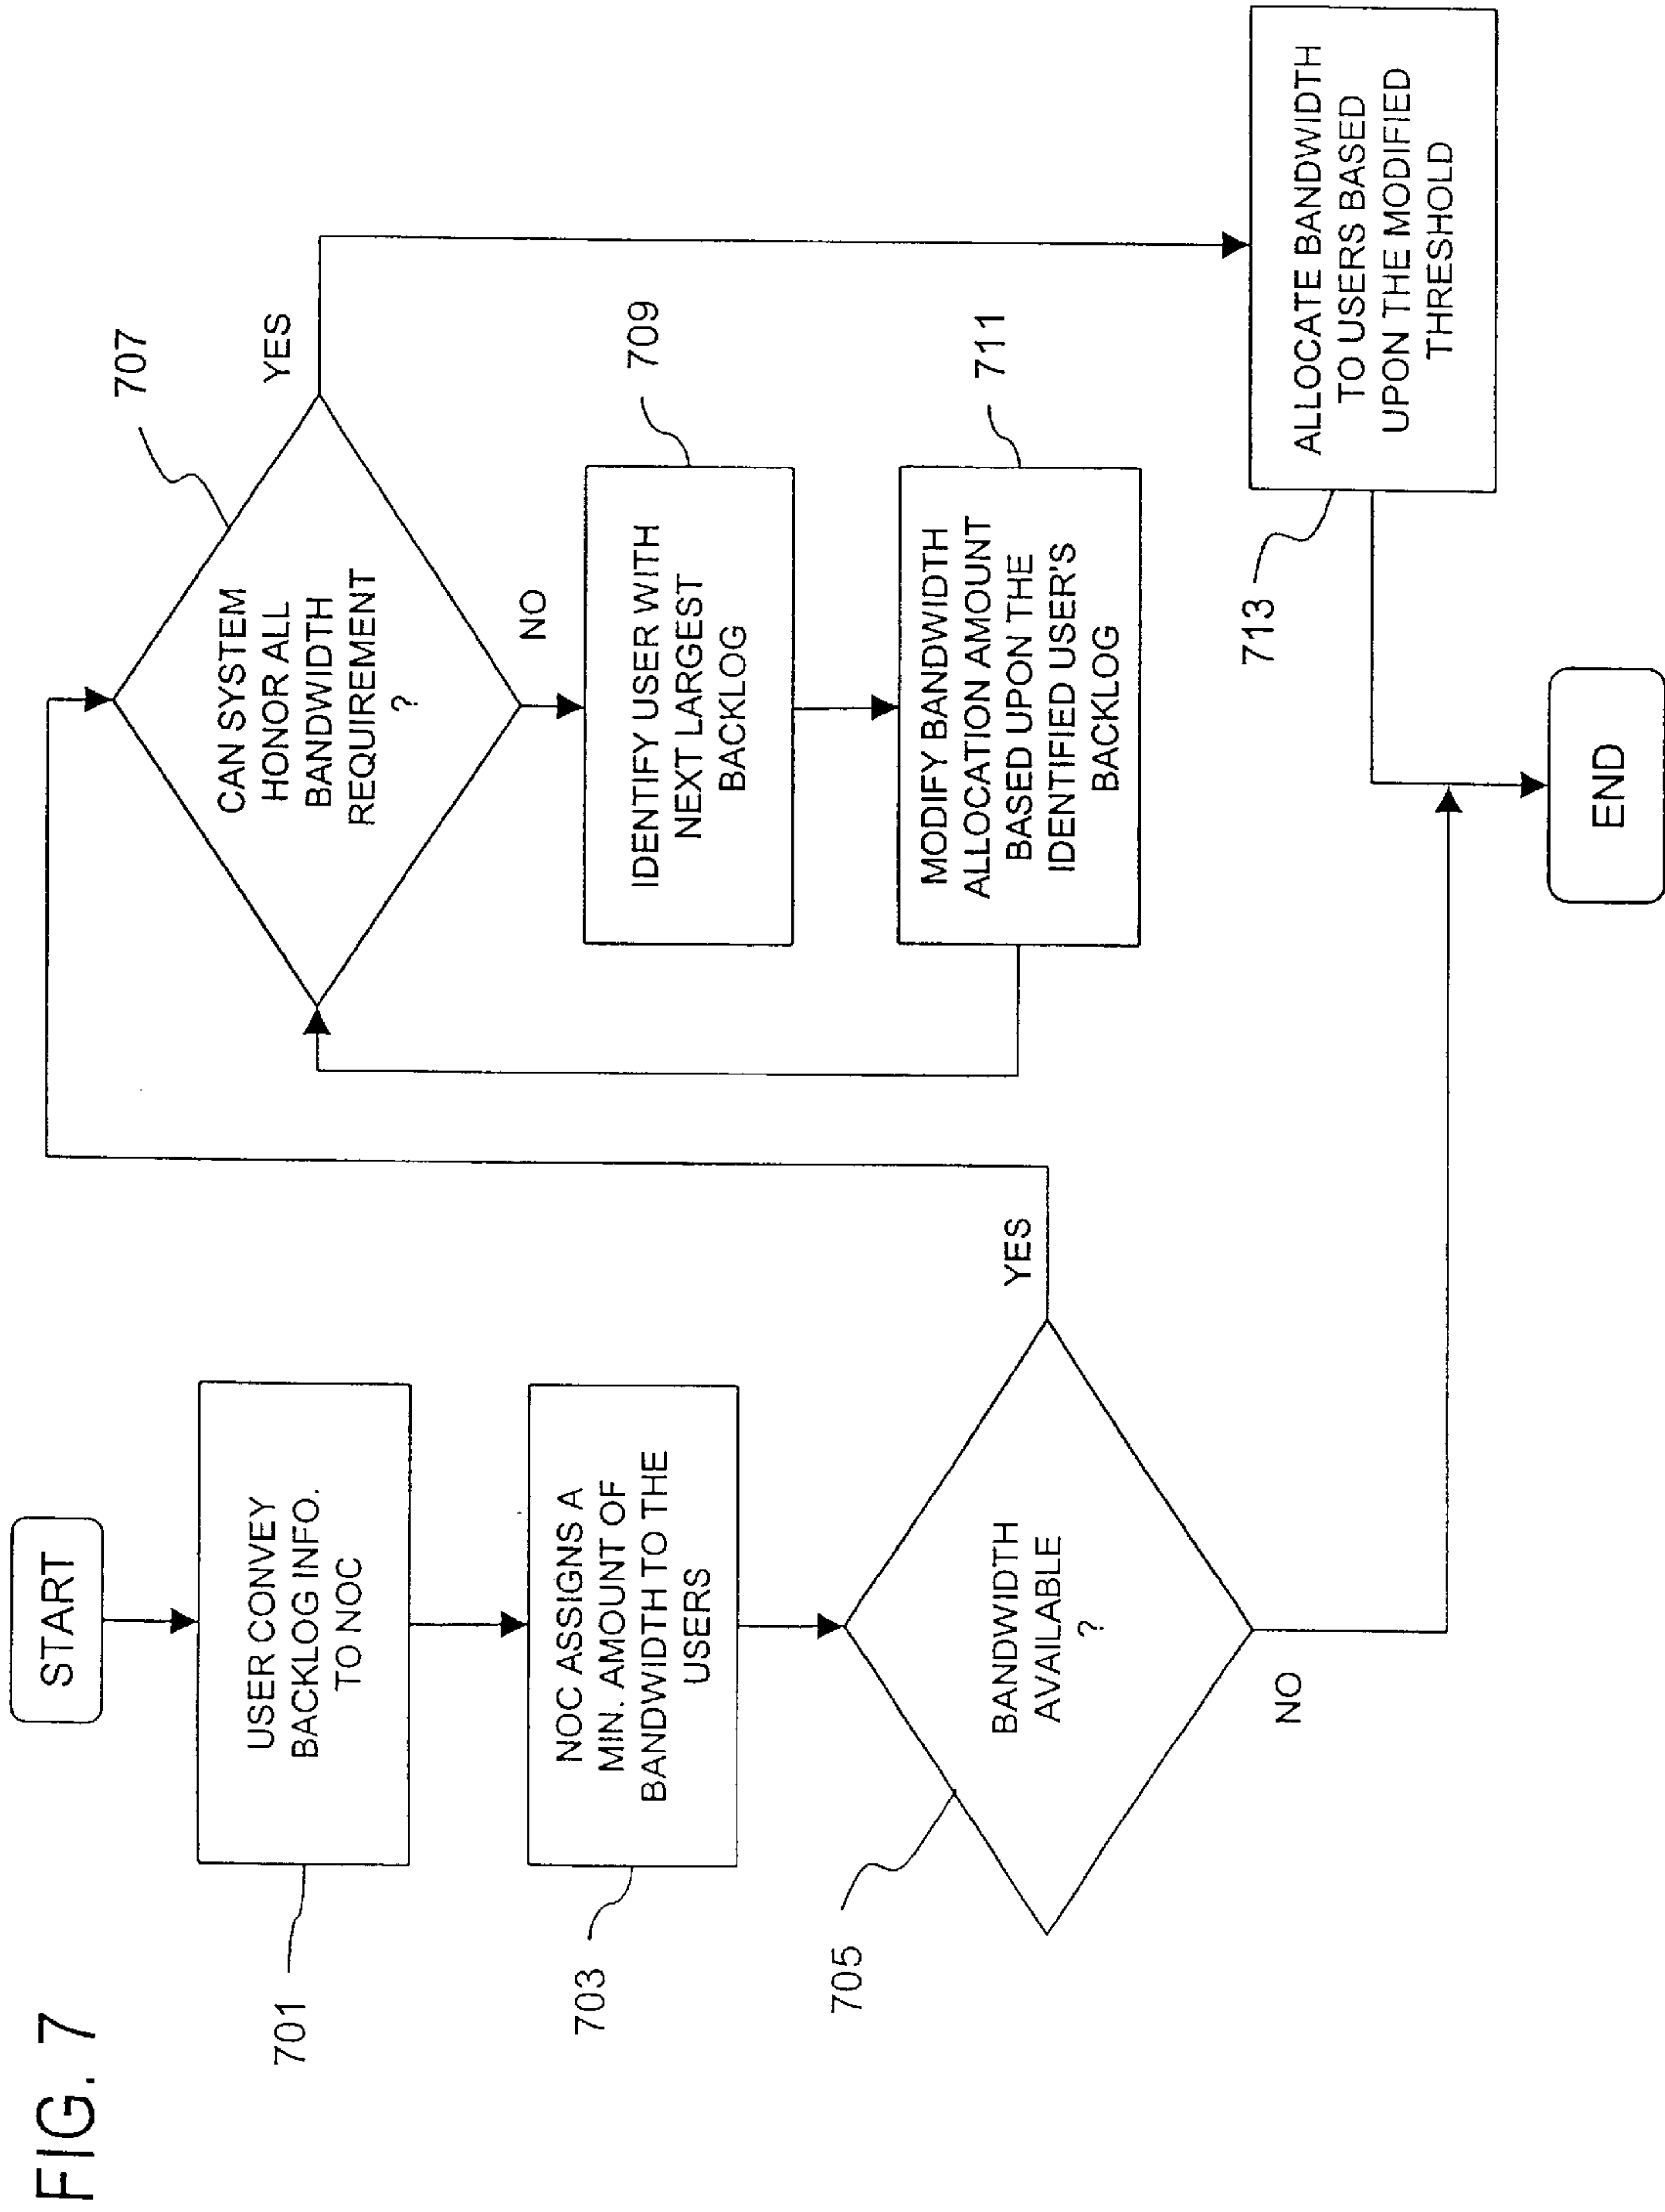 FIG. 7
START
USER CONVEY
BACKLOG INFO.
TO NOC
701
NOC ASSIGNS A
MIN. AMOUNT OF
BANDWIDTH TO THE
USERS
703
BANDWIDTH
AVAILABLE
?
705
YES
NO
CAN SYSTEM
HONOR ALL
BANDWIDTH
REQUIREMENT
?
707
YES
NO
IDENTIFY USER WITH
NEXT LARGEST
BACKLOG
709
MODIFY BANDWIDTH
ALLOCATION AMOUNT
BASED UPON THE
IDENTIFIED USER'S
BACKLOG
711
ALLOCATE BANDWIDTH
TO USERS BASED
UPON THE MODIFIED
THRESHOLD
713
END